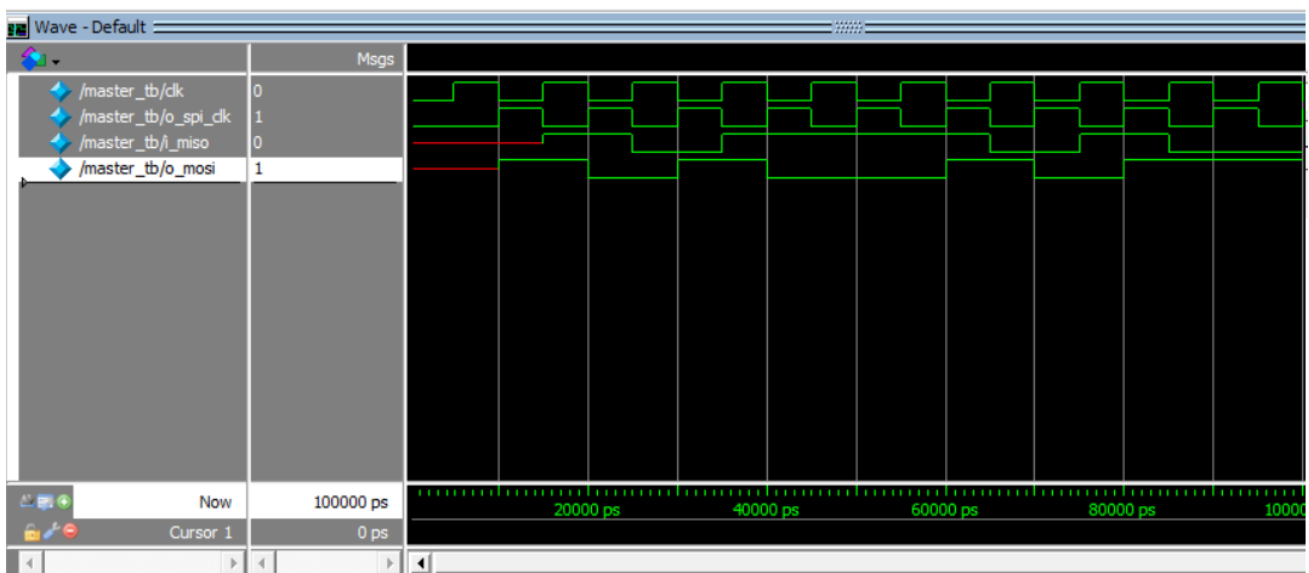 Wave - Default
Msgs
/master_tb/clk 0
/master_tb/o_spi_clk 1
/master_tb/i_miso 0
/master_tb/o_mosi 1
Now 100000 ps
20000 ps 40000 ps 60000 ps 80000 ps 10000
Cursor 1 0 ps